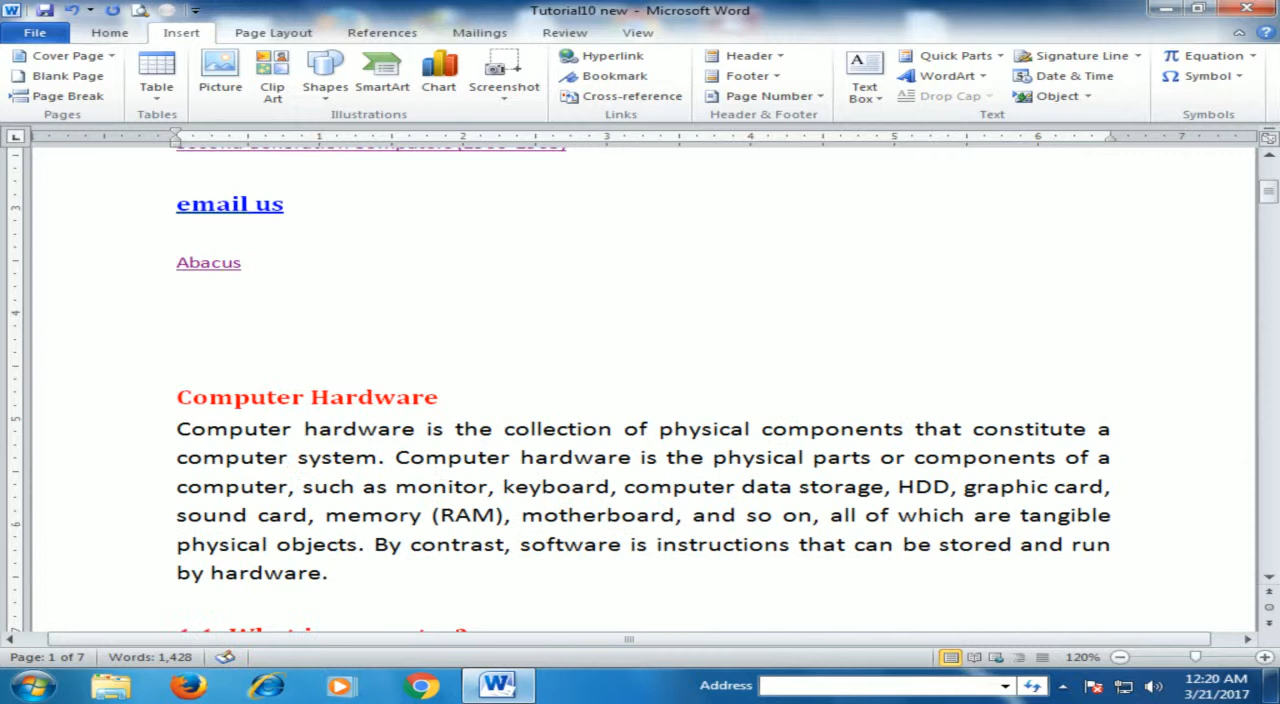 Tutorial10 new - Microsoft Word
File Home Insert Page Layout References Mailings Review View
Cover Page
Blank Page
Page Break
Pages
Table
Tables
Picture
Clip Art
Shapes
SmartArt
Chart
Screenshot
Illustrations
Hyperlink
Bookmark
Cross-reference
Links
Header
Footer
Page Number
Header & Footer
Text Box
Quick Parts
WordArt
Drop Cap
Signature Line
Date & Time
Object
Text
Equation
Symbol
Symbols
1 2 3 4 5 6 7
email us
Abacus
Computer Hardware
Computer hardware is the collection of physical components that constitute a
computer system. Computer hardware is the physical parts or components of a
computer, such as monitor, keyboard, computer data storage, HDD, graphic card,
sound card, memory (RAM), motherboard, and so on, all of which are tangible
physical objects. By contrast, software is instructions that can be stored and run
by hardware.
Page: 1 of 7 Words: 1,428 120%
Address
12:20 AM
3/21/2017